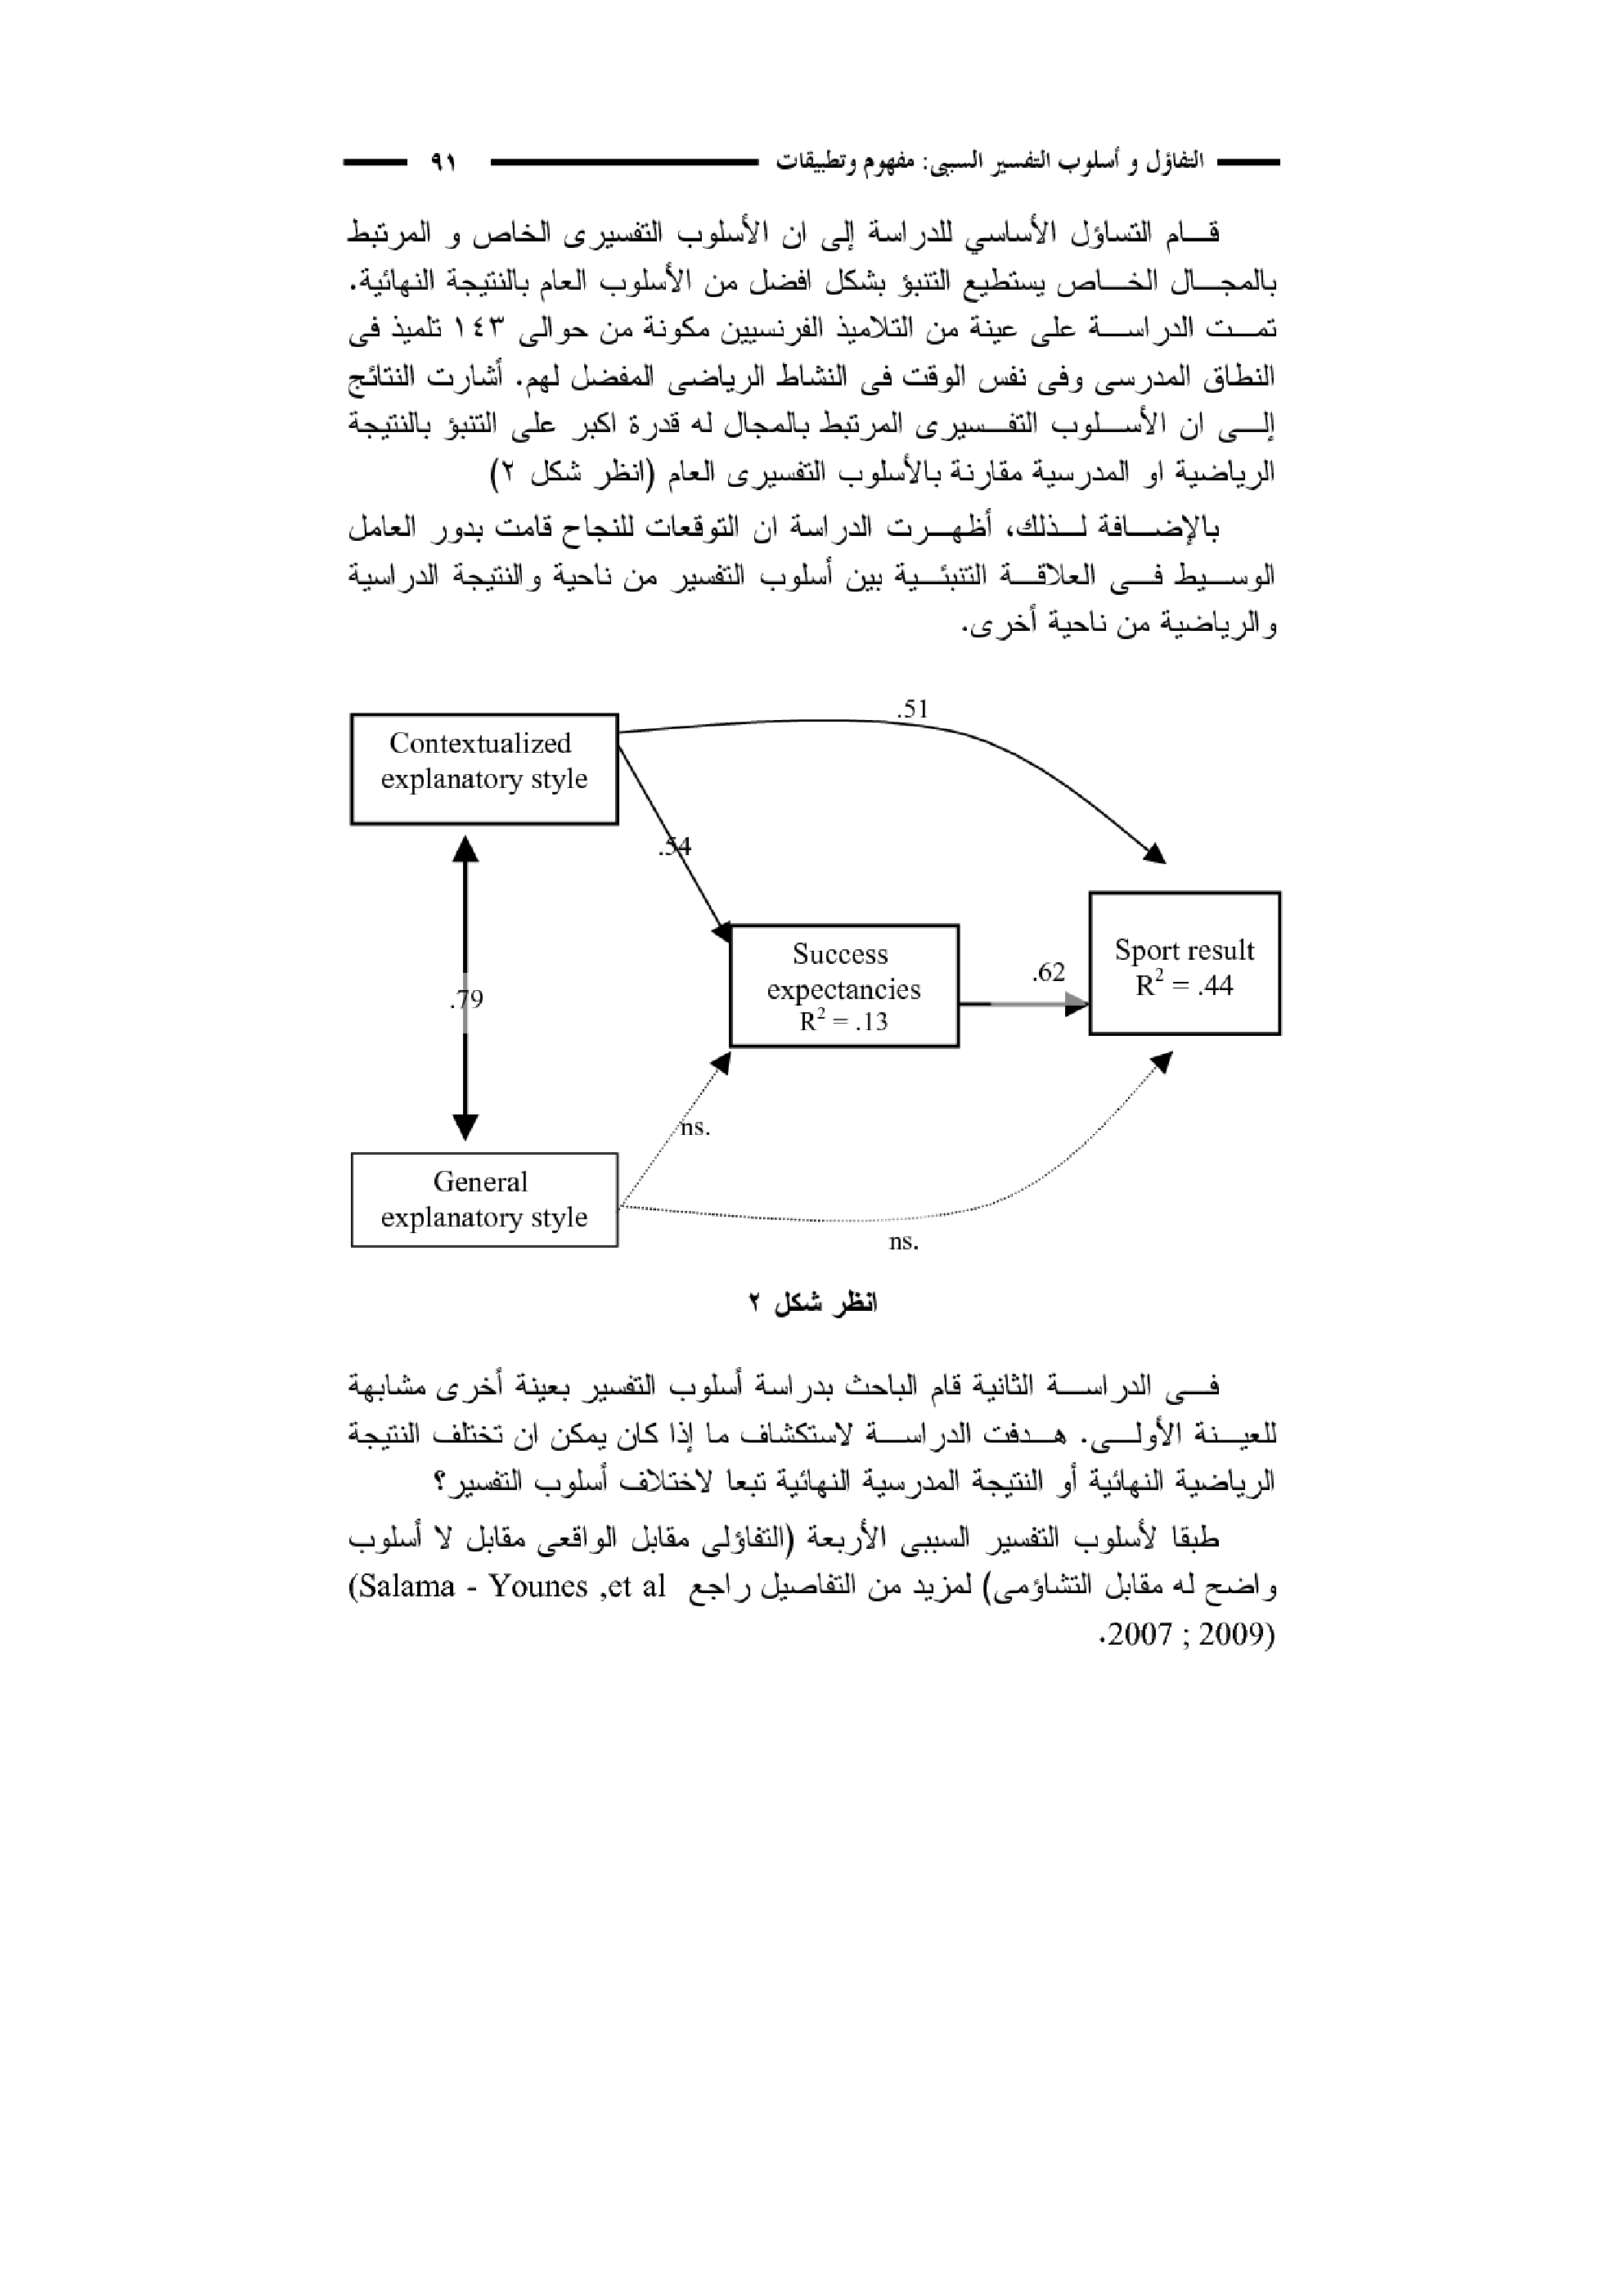 التفاؤل و أسلوب التفسير السببى: مفهوم وتطبيقات ٩١
قام التساؤل الأساسي للدراسة إلى ان الأسلوب التفسيرى الخاص و المرتبط
بالمجال الخاص يستطيع التنبؤ بشكل افضل من الأسلوب العام بالنتيجة النهائية.
تمت الدراسة على عينة من التلاميذ الفرنسيين مكونة من حوالى ١٤٣ تلميذ فى
النطاق المدرسى وفى نفس الوقت فى النشاط الرياضى المفضل لهم. أشارت النتائج
إلى ان الأسلوب التفسيرى المرتبط بالمجال له قدرة اكبر على التنبؤ بالنتيجة
الرياضية او المدرسية مقارنة بالأسلوب التفسيرى العام (انظر شكل ٢)
بالإضافة لذلك، أظهرت الدراسة ان التوقعات للنجاح قامت بدور العامل
الوسيط فى العلاقة التنبئية بين أسلوب التفسير من ناحية والنتيجة الدراسية
والرياضية من ناحية أخرى.
.51
Contextualized
explanatory style
.54
Success
expectancies
R² = .13
.62
Sport result
R² = .44
.79
ns.
General
explanatory style
ns.
انظر شكل ٢
فى الدراسة الثانية قام الباحث بدراسة أسلوب التفسير بعينة أخرى مشابهة
للعينة الأولى. هدفت الدراسة لاستكشاف ما إذا كان يمكن ان تختلف النتيجة
الرياضية النهائية أو النتيجة المدرسية النهائية تبعا لاختلاف أسلوب التفسير؟
طبقا لأسلوب التفسير السببى الأربعة (التفاؤلى مقابل الواقعى مقابل لا أسلوب
واضح له مقابل التشاؤمى) لمزيد من التفاصيل راجع (Salama - Younes ,et al
2007 ; 2009).